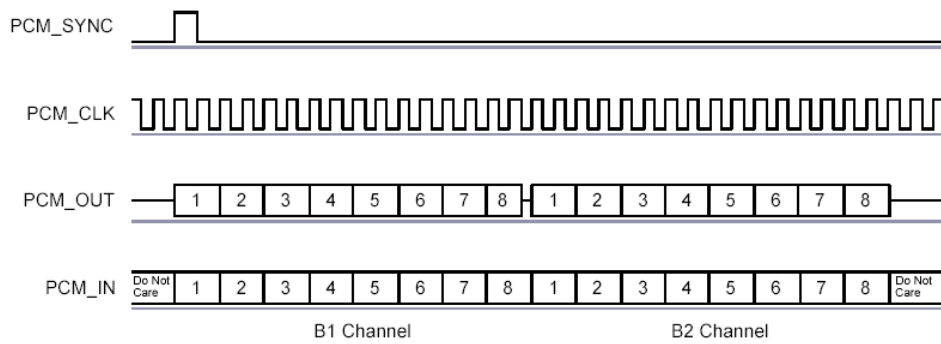 PCM_SYNC
PCM_CLK
PCM_OUT 1 2 3 4 5 6 7 8 1 2 3 4 5 6 7 8
PCM_IN Do Not Care 1 2 3 4 5 6 7 8 1 2 3 4 5 6 7 8 Do Not Care
B1 Channel B2 Channel